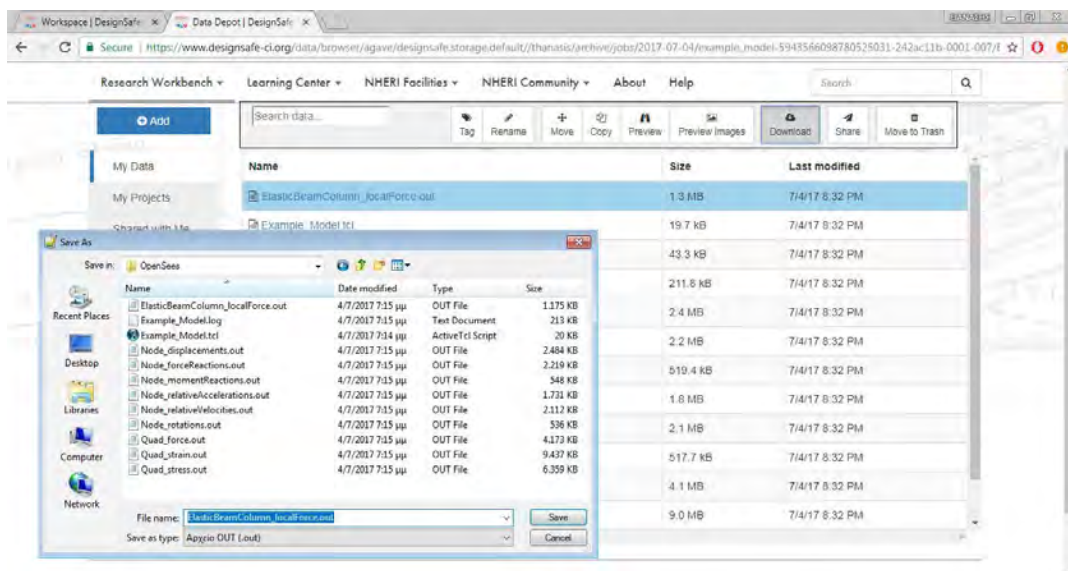 Workspace | DesignSafe × Data Depot | DesignSafe ×
Secure | https://www.designsafe-ci.org/data/browser/agave/designsafe.storage.default//thanasis/archive/jobs/2017-07-04/example_model-5943566098780525031-242ac11b-0001-007/
Research Workbench Learning Center NHERI Facilities NHERI Community About Help Search
Add Search data... Tag Rename Move Copy Preview Preview Images Download Share Move to Trash
My Data Name Size Last modified
My Projects ElasticBeamColumn_localForce.out 1.3 MB 7/4/17 8:32 PM
Shared with Me Example_Model.tcl 19.7 kB 7/4/17 8:32 PM
43.3 kB 7/4/17 8:32 PM
211.8 kB 7/4/17 8:32 PM
2.4 MB 7/4/17 8:32 PM
2.2 MB 7/4/17 8:32 PM
519.4 kB 7/4/17 8:32 PM
1.8 MB 7/4/17 8:32 PM
2.1 MB 7/4/17 8:32 PM
517.7 kB 7/4/17 8:32 PM
4.1 MB 7/4/17 8:32 PM
9.0 MB 7/4/17 8:32 PM
Save As
Save in: OpenSees
Name Date modified Type Size
ElasticBeamColumn_localForce.out 4/7/2017 7:15 μμ OUT File 1.175 KB
Example_Model.log 4/7/2017 7:15 μμ Text Document 213 KB
Example_Model.tcl 4/7/2017 7:14 μμ ActiveTcl Script 20 KB
Node_displacements.out 4/7/2017 7:15 μμ OUT File 2.484 KB
Node_forceReactions.out 4/7/2017 7:15 μμ OUT File 2.219 KB
Node_momentReactions.out 4/7/2017 7:15 μμ OUT File 548 KB
Node_relativeAccelerations.out 4/7/2017 7:15 μμ OUT File 1.731 KB
Node_relativeVelocities.out 4/7/2017 7:15 μμ OUT File 2.112 KB
Node_rotations.out 4/7/2017 7:15 μμ OUT File 536 KB
Quad_force.out 4/7/2017 7:15 μμ OUT File 4.173 KB
Quad_strain.out 4/7/2017 7:15 μμ OUT File 9.437 KB
Quad_stress.out 4/7/2017 7:15 μμ OUT File 6.359 KB
Recent Places
Desktop
Libraries
Computer
Network
File name: ElasticBeamColumn_localForce.out Save
Save as type: Αρχείο OUT (.out) Cancel